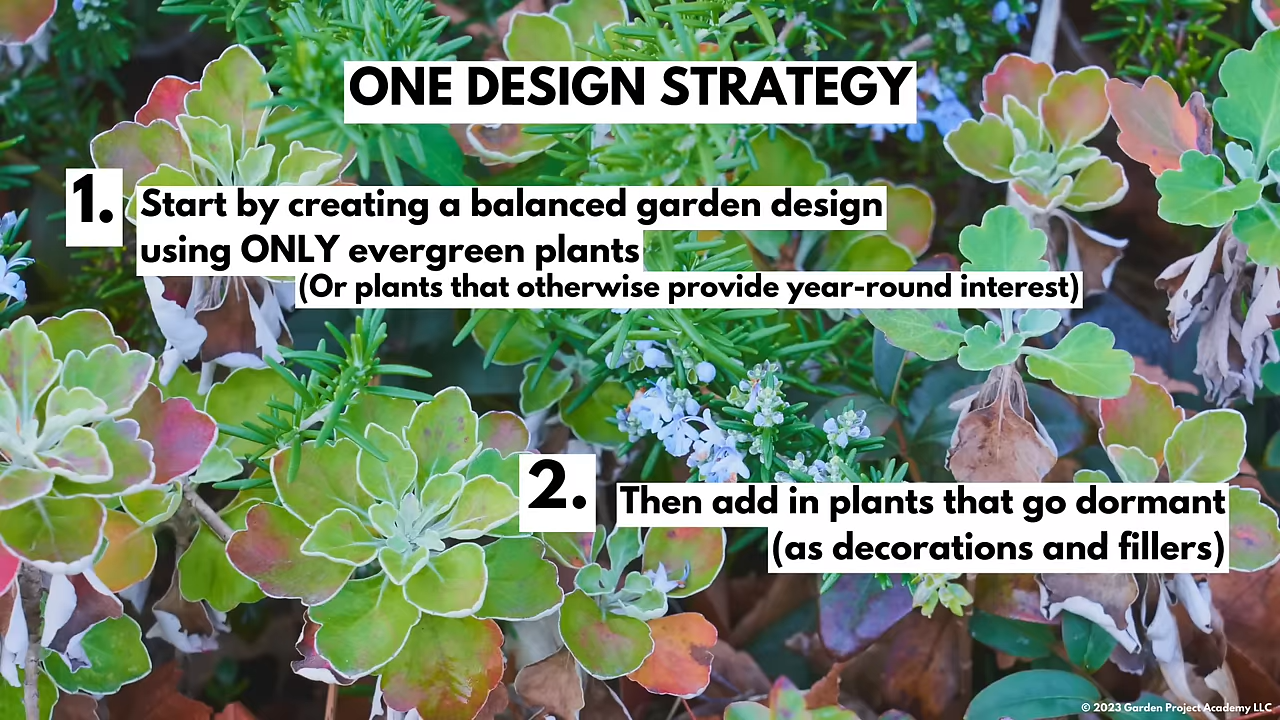 ONE DESIGN STRATEGY
1.
Start by creating a balanced garden design
using ONLY evergreen plants
(Or plants that otherwise provide year-round interest)
2.
Then add in plants that go dormant
(as decorations and fillers)
© 2023 Garden Project Academy LLC